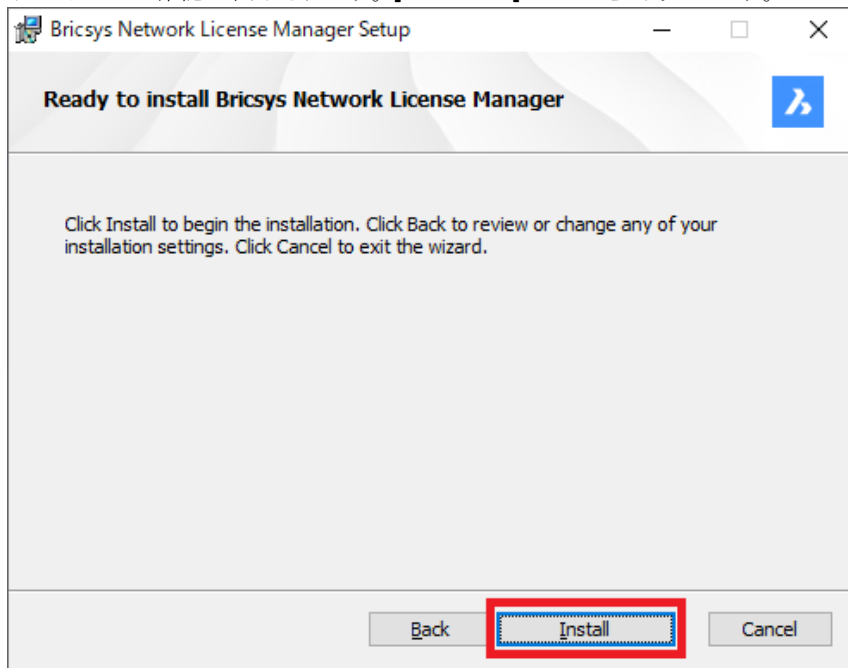 Bricsys Network License Manager Setup
Ready to install Bricsys Network License Manager
Click Install to begin the installation. Click Back to review or change any of your
installation settings. Click Cancel to exit the wizard.
Back Install Cancel